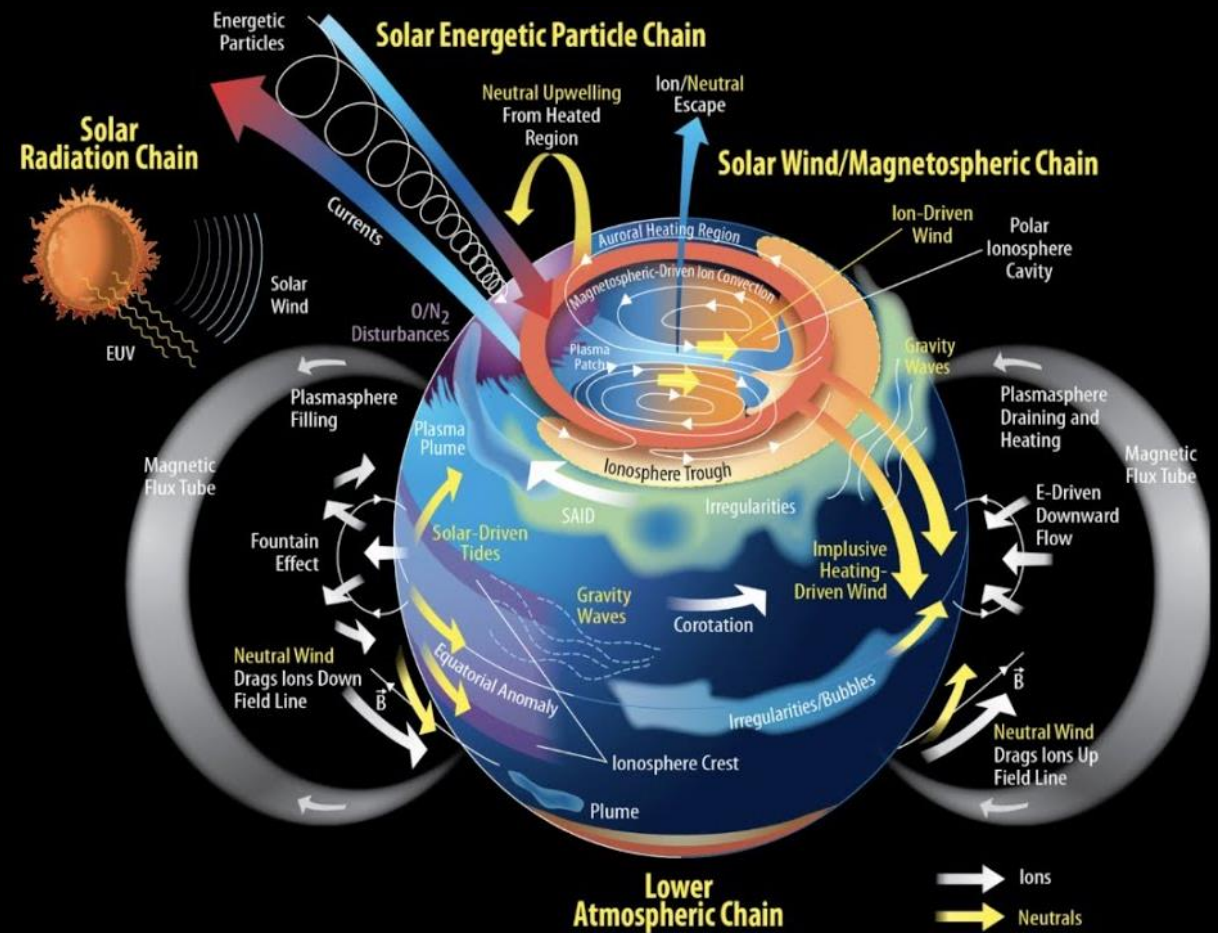 Energetic
Particles
Solar Energetic Particle Chain
Neutral Upwelling
From Heated
Region
Ion/Neutral
Escape
Solar
Radiation Chain
Solar Wind/Magnetospheric Chain
Currents
Auroral Heating Region
Ion-Driven
Wind
Polar
Ionosphere
Cavity
Magnetospheric-Driven Ion Convection
Solar
Wind
EUV
O/N2
Disturbances
Plasma
Patch
Gravity
Waves
Plasmasphere
Filling
Plasmasphere
Draining and
Heating
Plasma
Plume
Magnetic
Flux Tube
Magnetic
Flux Tube
Ionosphere Trough
SAID
Irregularities
E-Driven
Downward
Flow
Fountain
Effect
Solar-Driven
Tides
Implusive
Heating-
Driven Wind
Gravity
Waves
Corotation
Neutral Wind
Drags Ions Down
Field Line
B
Equatorial Anomaly
Irregularities/Bubbles
B
Neutral Wind
Drags Ions Up
Field Line
Ionosphere Crest
Plume
Lower
Atmospheric Chain
Ions
Neutrals